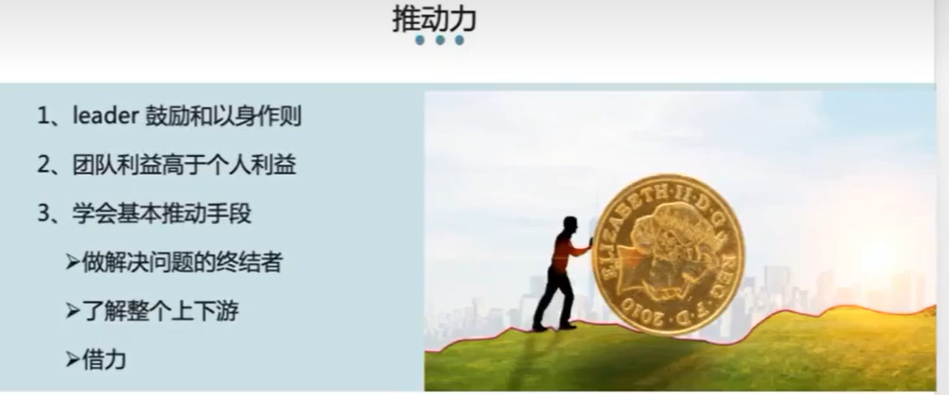 推动力
1、leader 鼓励和以身作则
2、团队利益高于个人利益
3、学会基本推动手段
➢做解决问题的终结者
➢了解整个上下游
➢借力
ELIZABETH·II·D·G REG·F·D·2010